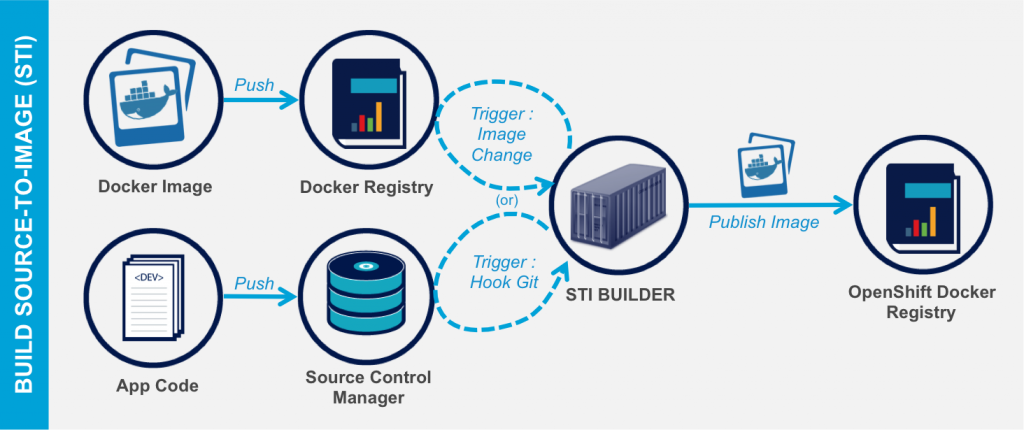 BUILD SOURCE-TO-IMAGE (STI)
Push
Docker Image
Docker Registry
Trigger :
Image
Change
(or)
<DEV>
Push
App Code
Source Control
Manager
Trigger :
Hook Git
STI BUILDER
Publish Image
OpenShift Docker
Registry